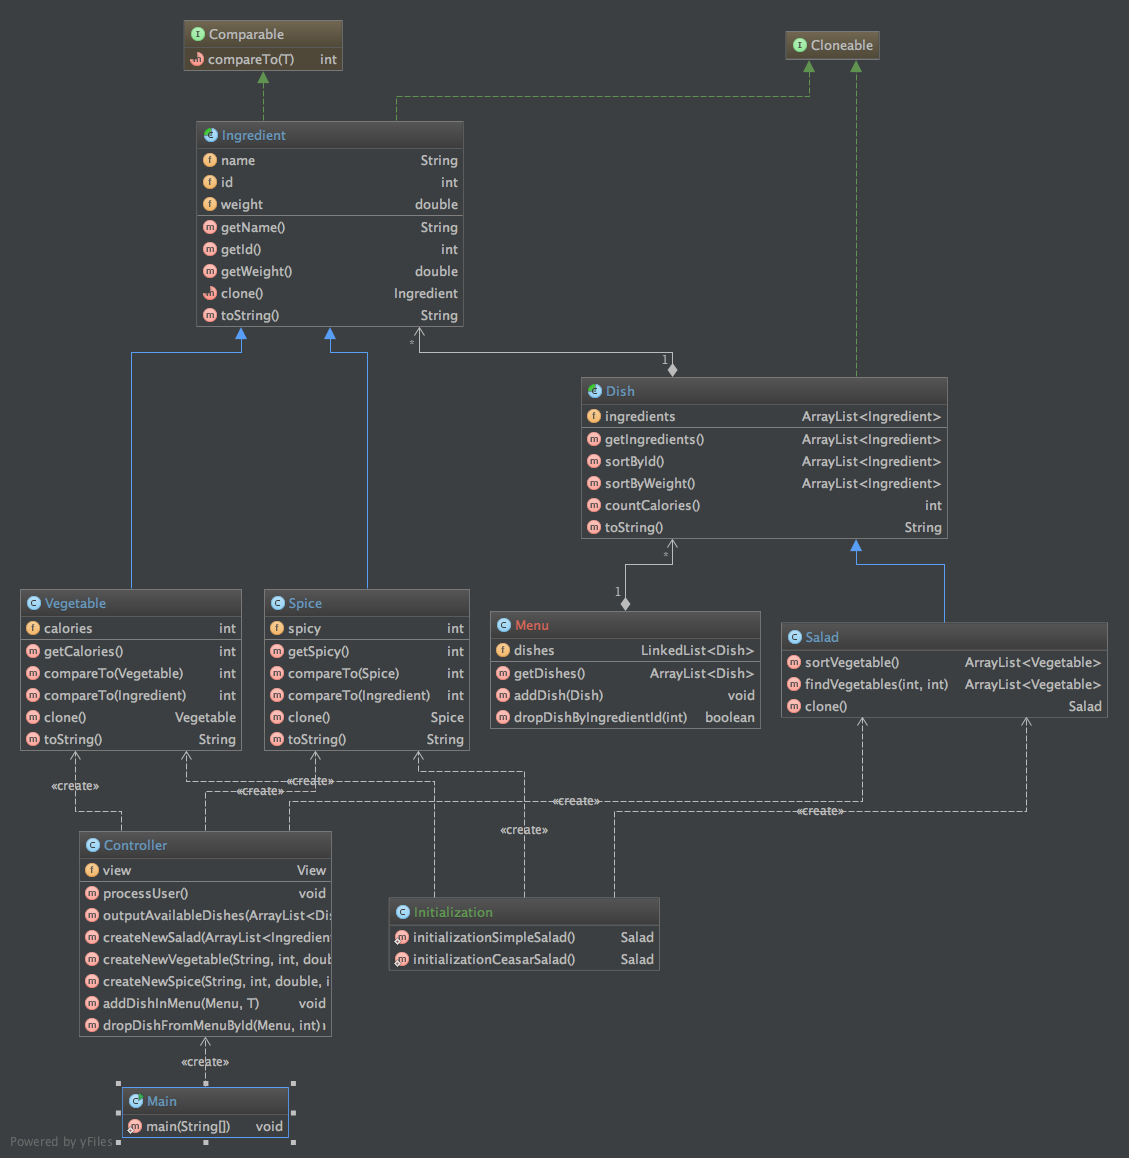 Comparable
compareTo(T) int
Cloneable
Ingredient
name String
id int
weight double
getName() String
getId() int
getWeight() double
clone() Ingredient
toString() String
*
1
Dish
ingredients ArrayList<Ingredient>
getIngredients() ArrayList<Ingredient>
sortById() ArrayList<Ingredient>
sortByWeight() ArrayList<Ingredient>
countCalories() int
toString() String
*
1
Vegetable
calories int
getCalories() int
compareTo(Vegetable) int
compareTo(Ingredient) int
clone() Vegetable
toString() String
Spice
spicy int
getSpicy() int
compareTo(Spice) int
compareTo(Ingredient) int
clone() Spice
toString() String
Menu
dishes LinkedList<Dish>
getDishes() ArrayList<Dish>
addDish(Dish) void
dropDishByIngredientId(int) boolean
Salad
sortVegetable() ArrayList<Vegetable>
findVegetables(int, int) ArrayList<Vegetable>
clone() Salad
«create»
«create»
«create»
«create»
«create»
«create»
Controller
view View
processUser() void
outputAvailableDishes(ArrayList<Di
createNewSalad(ArrayList<Ingredien
createNewVegetable(String, int, doub
createNewSpice(String, int, double, i
addDishInMenu(Menu, T) void
dropDishFromMenuById(Menu, int)
Initialization
initializationSimpleSalad() Salad
initializationCeasarSalad() Salad
«create»
Main
main(String[]) void
Powered by yFiles